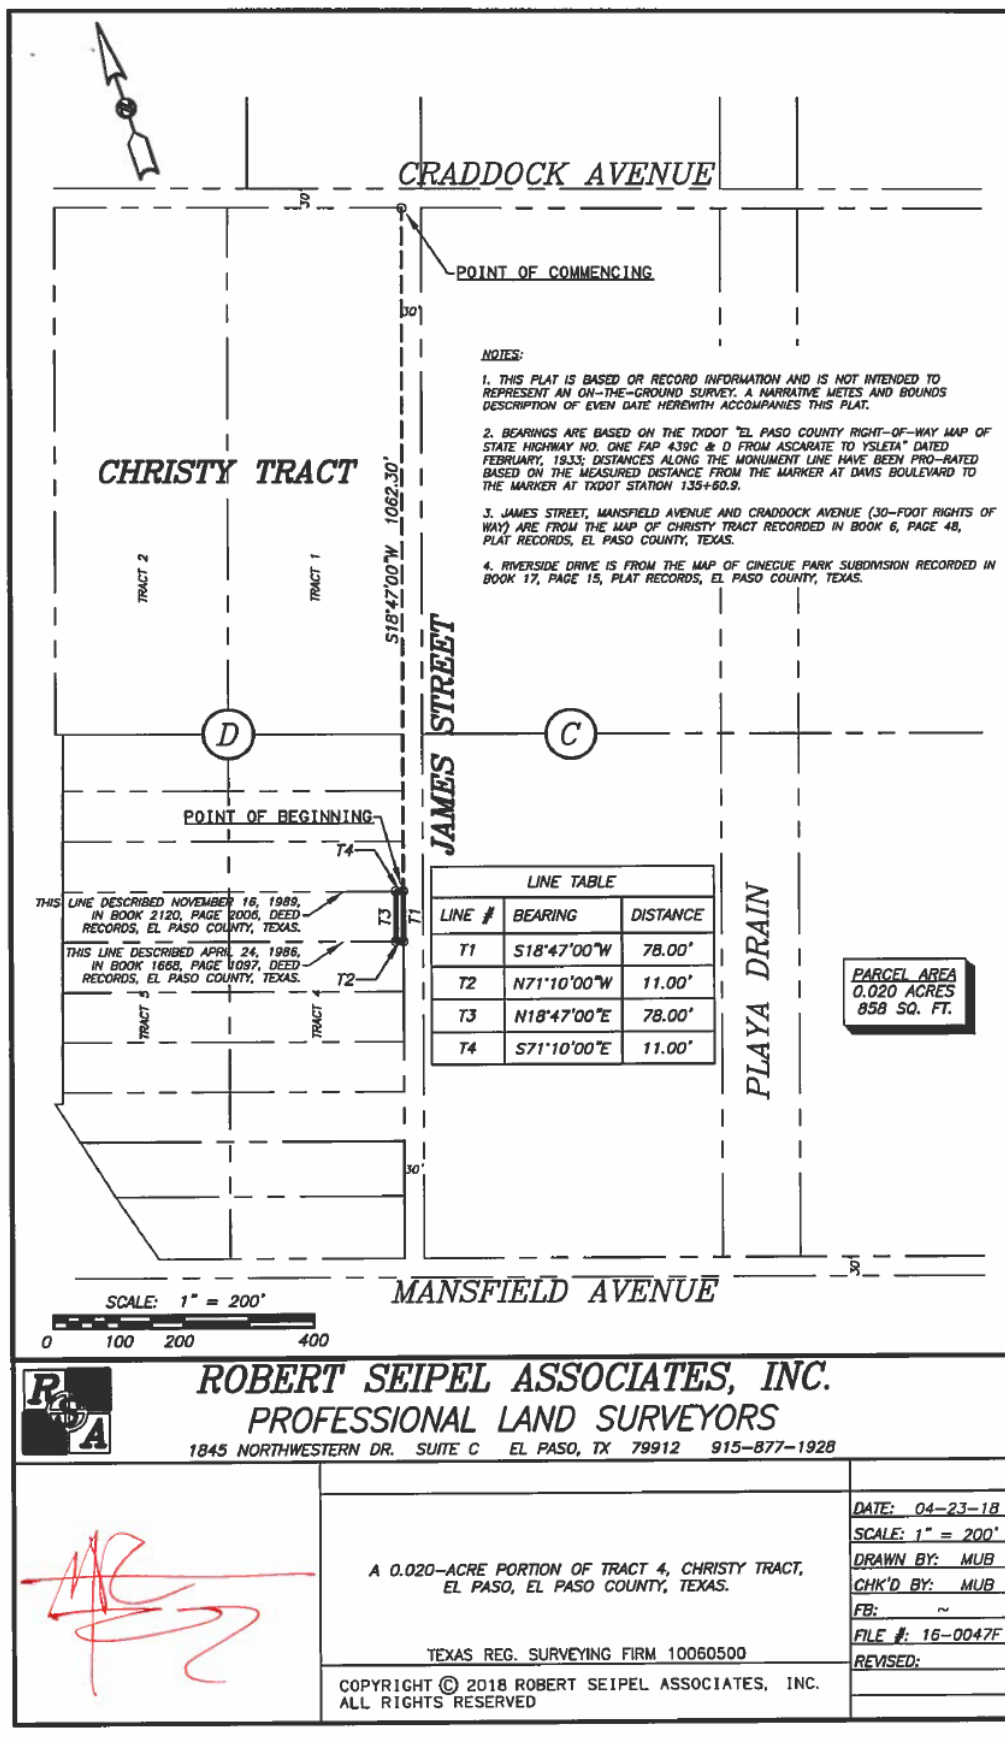 CRADDOCK AVENUE
30'
POINT OF COMMENCING
30'
NOTES:
1. THIS PLAT IS BASED OR RECORD INFORMATION AND IS NOT INTENDED TO
REPRESENT AN ON-THE-GROUND SURVEY. A NARRATIVE METES AND BOUNDS
DESCRIPTION OF EVEN DATE HEREWITH ACCOMPANIES THIS PLAT.
2. BEARINGS ARE BASED ON THE TXDOT "EL PASO COUNTY RIGHT-OF-WAY MAP OF
STATE HIGHWAY NO. ONE FAP 439C & D FROM ASCARATE TO YSLETA" DATED
FEBRUARY, 1933; DISTANCES ALONG THE MONUMENT LINE HAVE BEEN PRO-RATED
BASED ON THE MEASURED DISTANCE FROM THE MARKER AT DAVIS BOULEVARD TO
THE MARKER AT TXDOT STATION 135+60.9.
3. JAMES STREET, MANSFIELD AVENUE AND CRADDOCK AVENUE (30-FOOT RIGHTS OF
WAY) ARE FROM THE MAP OF CHRISTY TRACT RECORDED IN BOOK 6, PAGE 48,
PLAT RECORDS, EL PASO COUNTY, TEXAS.
4. RIVERSIDE DRIVE IS FROM THE MAP OF CINECUE PARK SUBDIVISION RECORDED IN
BOOK 17, PAGE 15, PLAT RECORDS, EL PASO COUNTY, TEXAS.
CHRISTY TRACT
TRACT 2
TRACT 1
S18°47'00"W 1062.30'
JAMES STREET
D
C
POINT OF BEGINNING
T4
T3
T1
T2
THIS LINE DESCRIBED NOVEMBER 16, 1989,
IN BOOK 2120, PAGE 2006, DEED
RECORDS, EL PASO COUNTY, TEXAS.
THIS LINE DESCRIBED APRIL 24, 1986,
IN BOOK 1668, PAGE 1097, DEED
RECORDS, EL PASO COUNTY, TEXAS.
TRACT 5
TRACT 4
LINE TABLE
LINE # BEARING DISTANCE
T1 S18°47'00"W 78.00'
T2 N71°10'00"W 11.00'
T3 N18°47'00"E 78.00'
T4 S71°10'00"E 11.00'
PLAYA DRAIN
PARCEL AREA
0.020 ACRES
858 SQ. FT.
30'
30'
MANSFIELD AVENUE
SCALE: 1" = 200'
0 100 200 400
R S A
ROBERT SEIPEL ASSOCIATES, INC.
PROFESSIONAL LAND SURVEYORS
1845 NORTHWESTERN DR. SUITE C EL PASO, TX 79912 915-877-1928
A 0.020-ACRE PORTION OF TRACT 4, CHRISTY TRACT,
EL PASO, EL PASO COUNTY, TEXAS.
TEXAS REG. SURVEYING FIRM 10060500
COPYRIGHT © 2018 ROBERT SEIPEL ASSOCIATES, INC.
ALL RIGHTS RESERVED
DATE: 04-23-18
SCALE: 1" = 200'
DRAWN BY: MUB
CHK'D BY: MUB
FB: ~
FILE #: 16-0047F
REVISED: